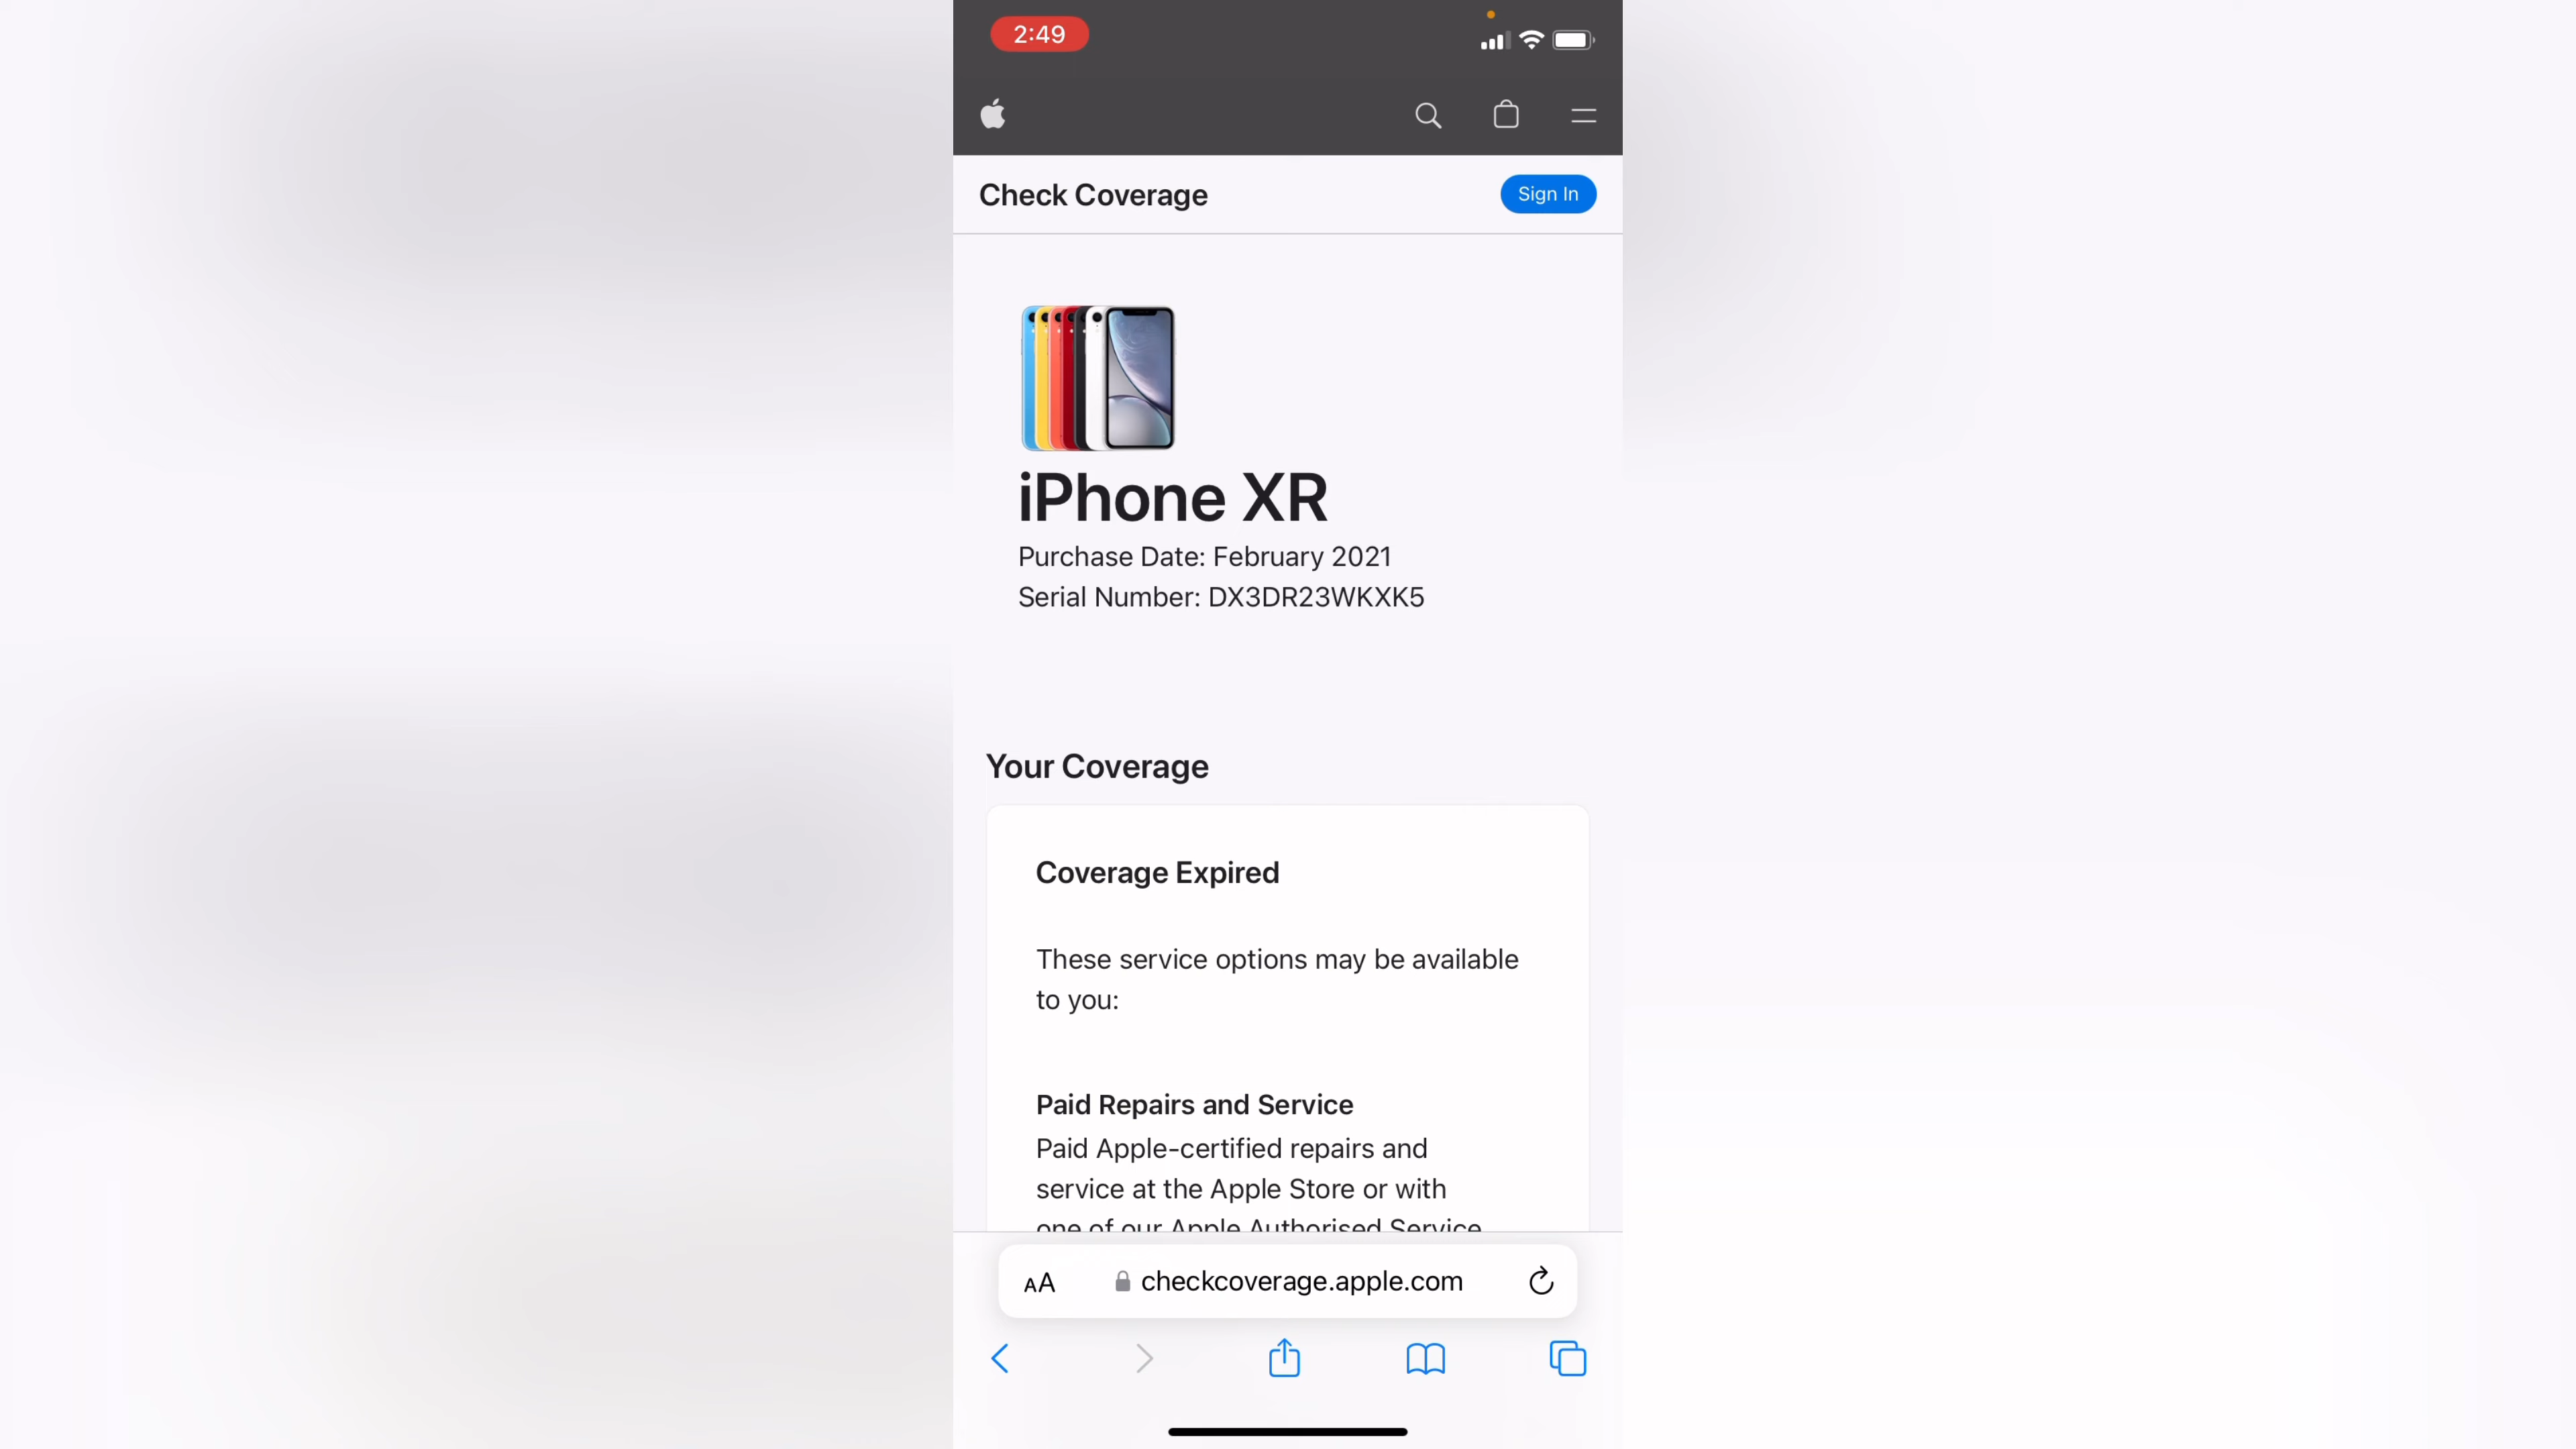 2:49
Check Coverage
Sign In
iPhone XR
Purchase Date: February 2021
Serial Number: DX3DR23WKXK5
Your Coverage
Coverage Expired
These service options may be available
to you:
Paid Repairs and Service
Paid Apple-certified repairs and
service at the Apple Store or with
one of our Apple Authorised Service
AA
checkcoverage.apple.com